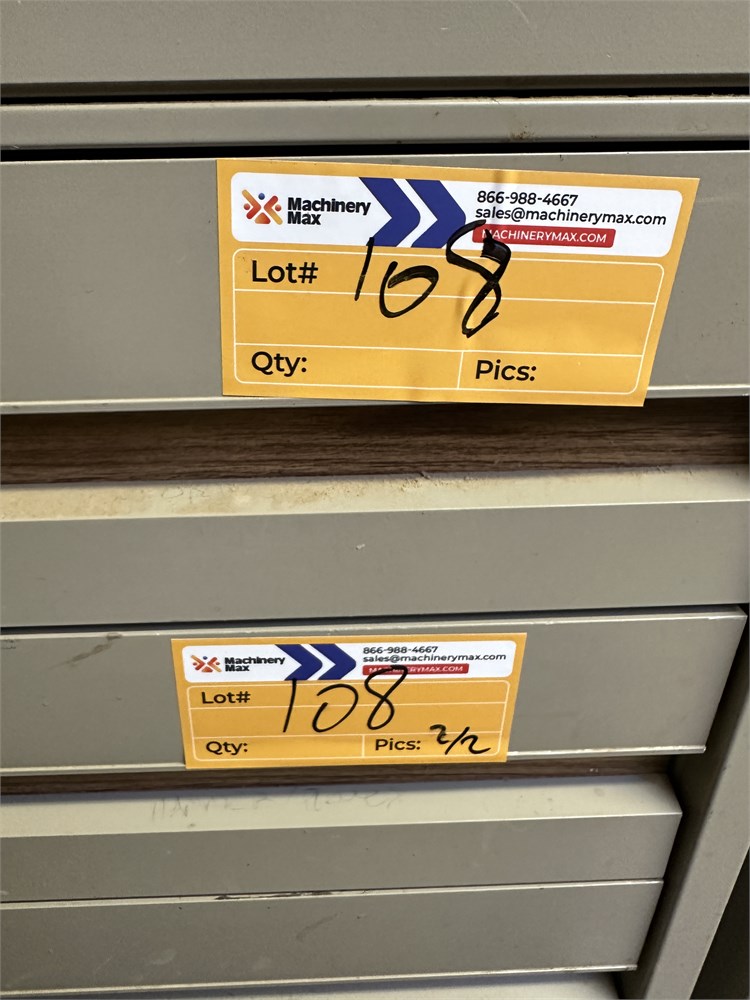 Machinery
Max
866-988-4667
sales@machinerymax.com
MACHINERYMAX.COM
Lot# 108
Qty:
Pics:
Machinery
Max
866-988-4667
sales@machinerymax.com
MACHINERYMAX.COM
Lot# 108
Qty:
Pics: 2/2